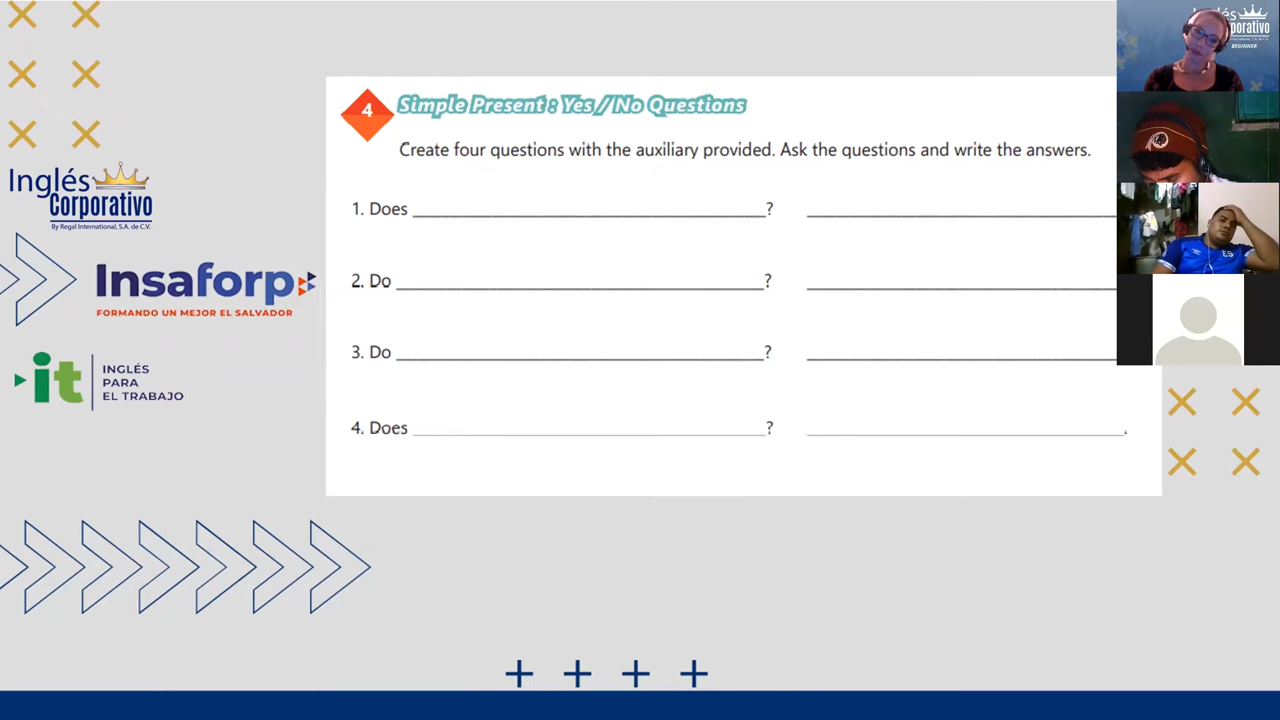 4
Simple Present : Yes / No Questions
Create four questions with the auxiliary provided. Ask the questions and write the answers.
1. Does ?
2. Do ?
3. Do ?
4. Does ? .
Inglés
Corporativo
By Regal International, S.A. de C.V.
Insaforp
FORMANDO UN MEJOR EL SALVADOR
it
INGLÉS
PARA
EL TRABAJO
BEGINNER
ES